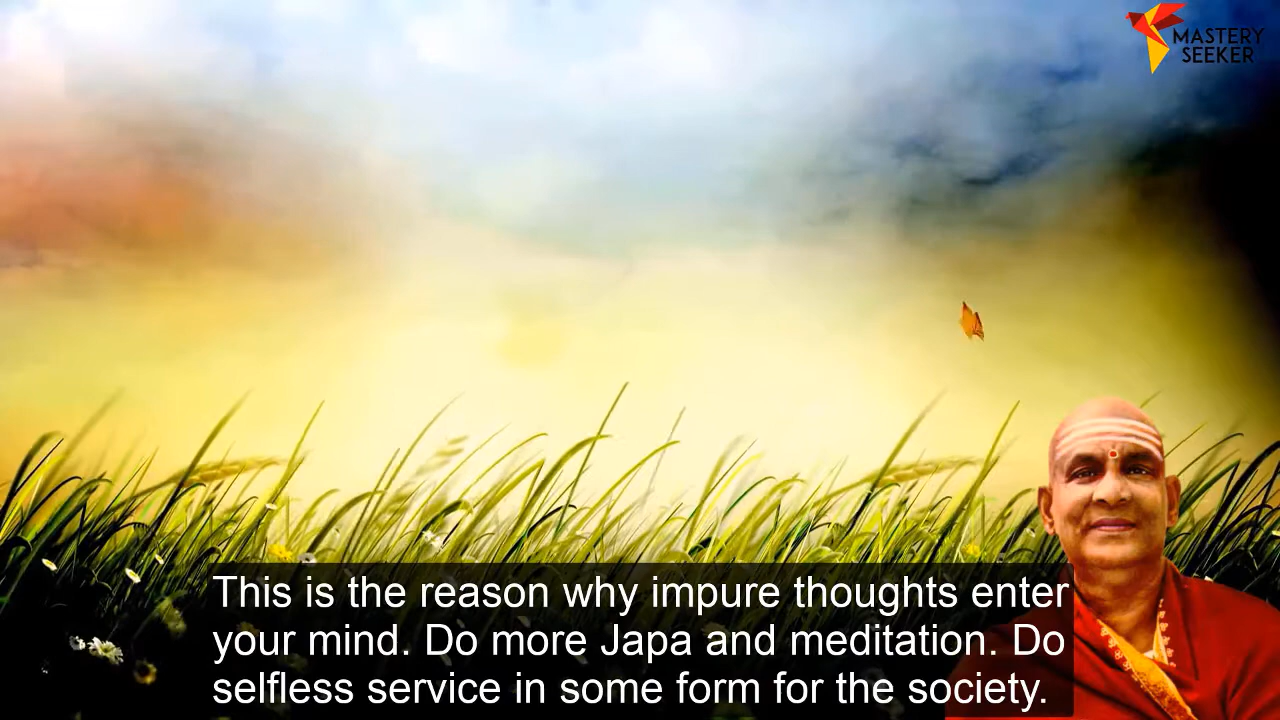 MASTERY
SEEKER
This is the reason why impure thoughts enter
your mind. Do more Japa and meditation. Do
selfless service in some form for the society.